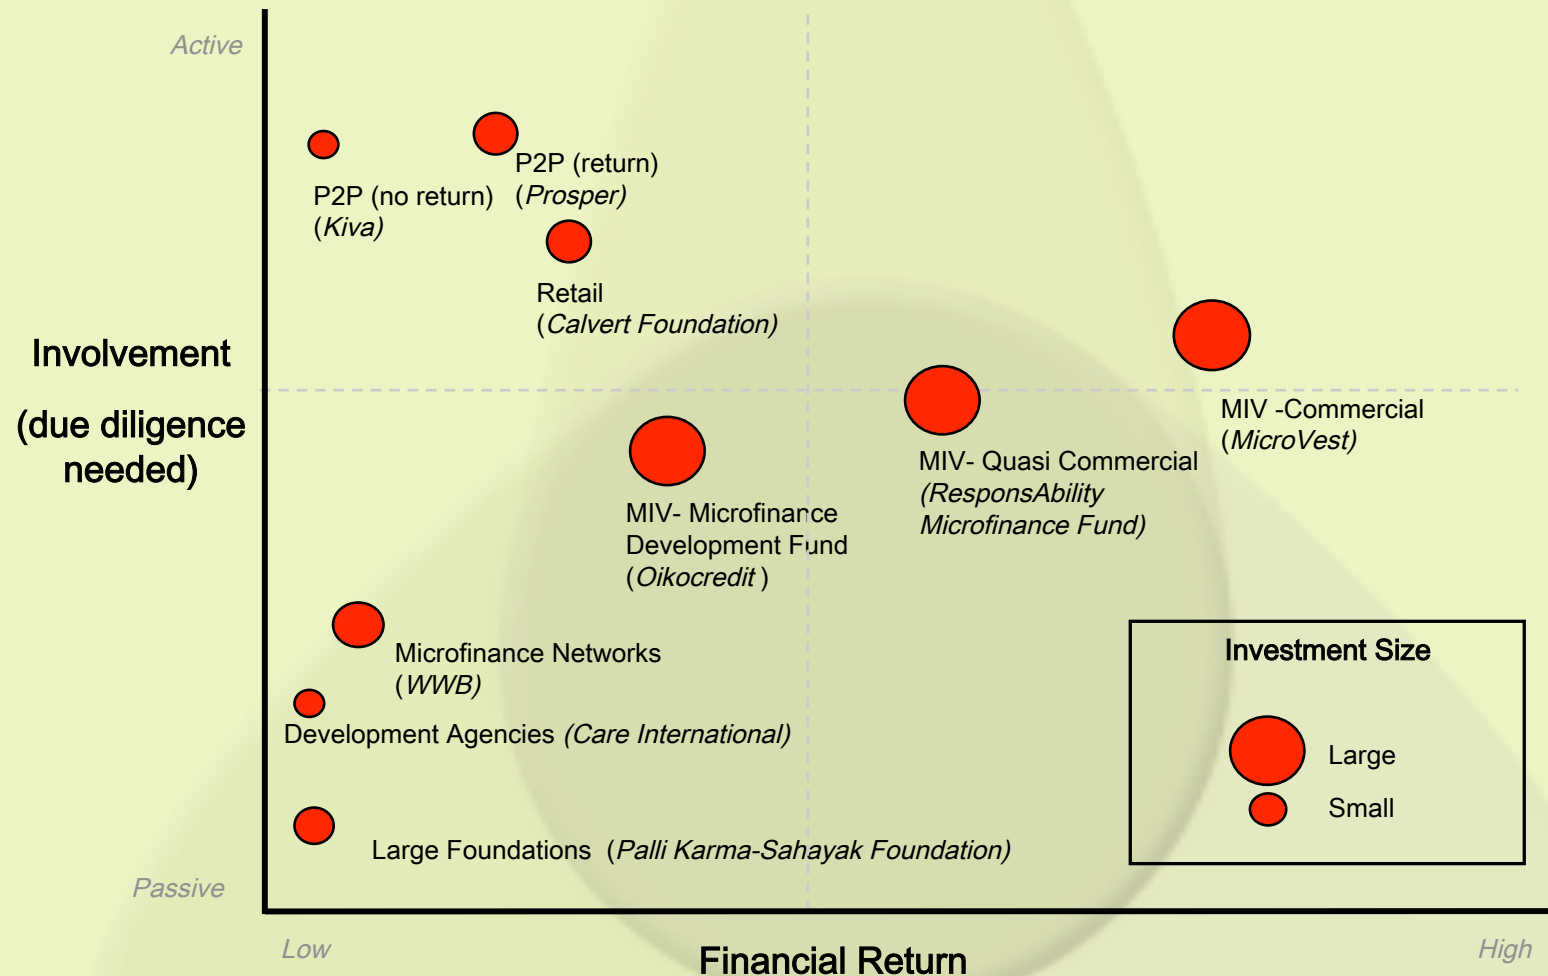 Active
P2P (return)
(Prosper)
P2P (no return)
(Kiva)
Retail
(Calvert Foundation)
Involvement
(due diligence
needed)
MIV -Commercial
(MicroVest)
MIV- Quasi Commercial
(ResponsAbility
Microfinance Fund)
MIV- Microfinance
Development Fund
(Oikocredit )
Microfinance Networks
(WWB)
Development Agencies (Care International)
Large Foundations (Palli Karma-Sahayak Foundation)
Investment Size
Large
Small
Passive
Low
Financial Return
High